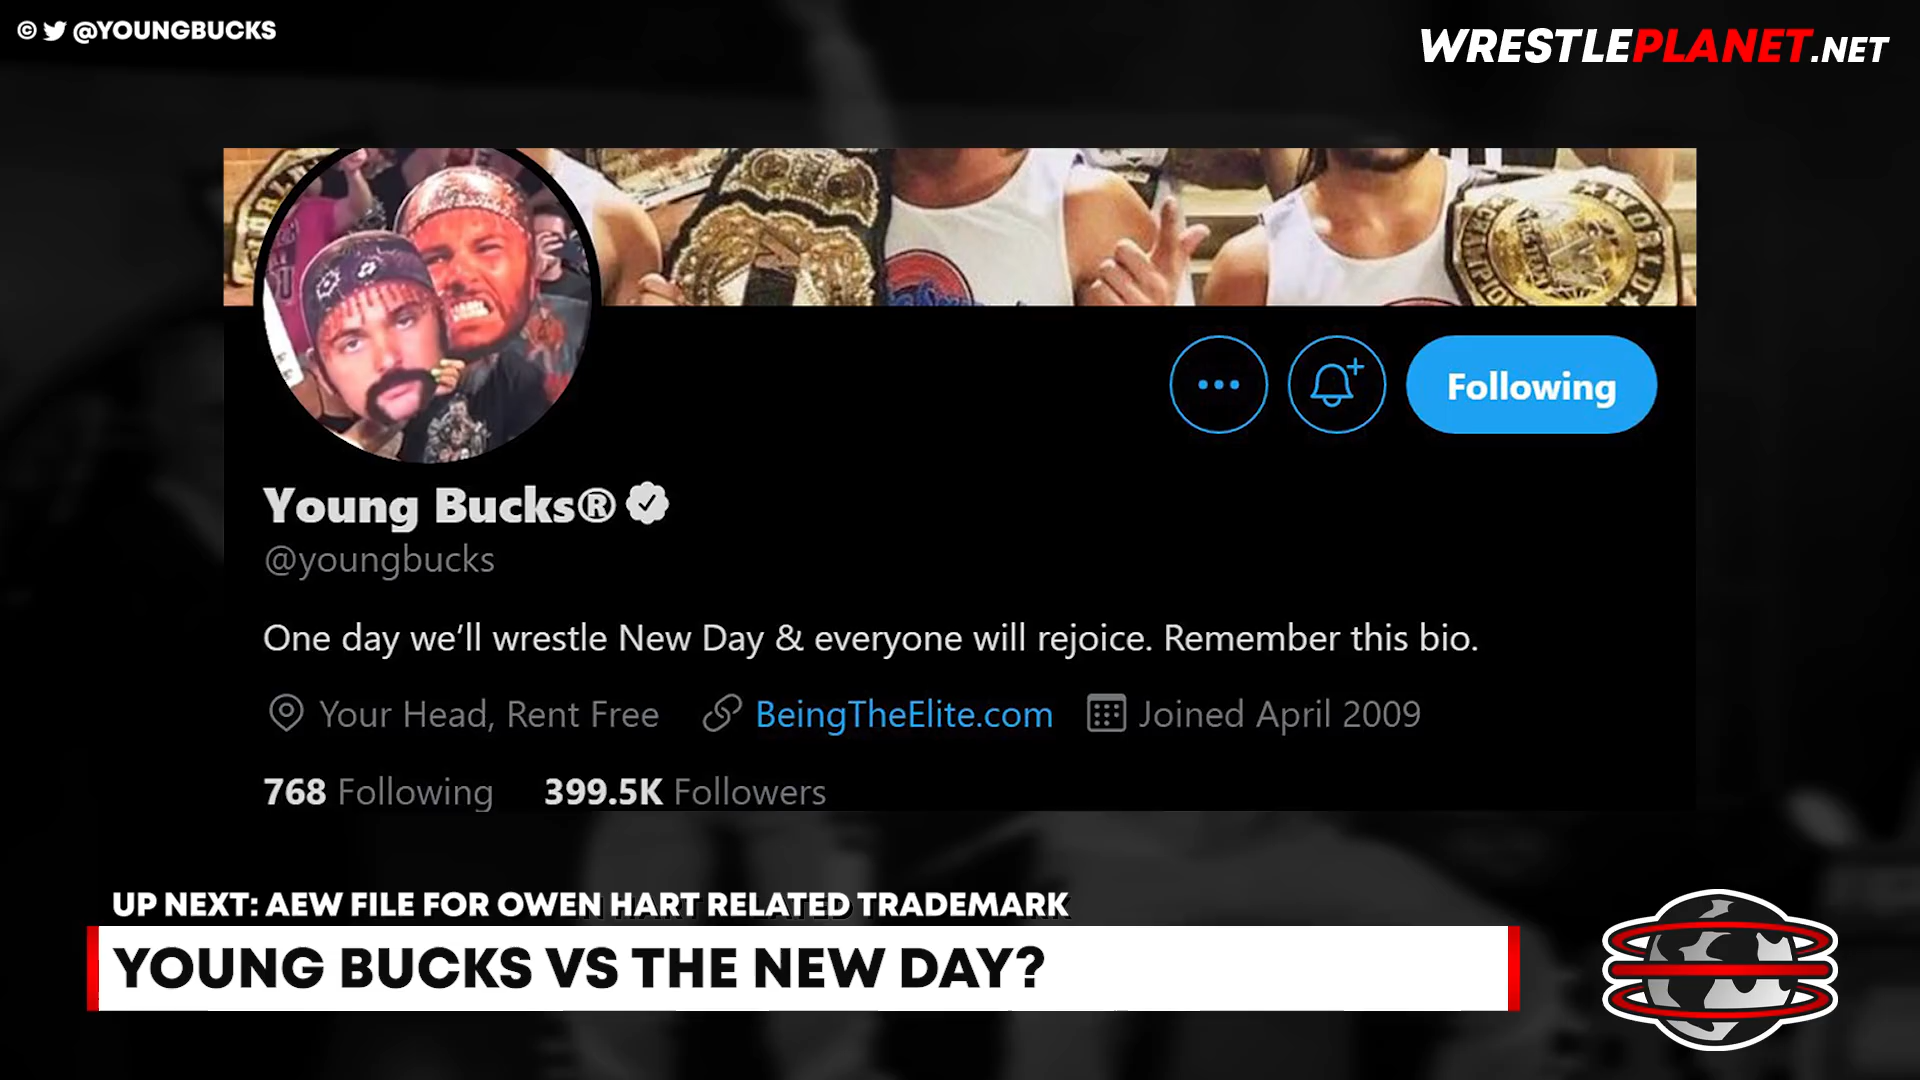 © @YOUNGBUCKS
WRESTLEPLANET.NET
Following
Young Bucks®
@youngbucks
One day we’ll wrestle New Day & everyone will rejoice. Remember this bio.
Your Head, Rent Free BeingTheElite.com Joined April 2009
768 Following 399.5K Followers
UP NEXT: AEW FILE FOR OWEN HART RELATED TRADEMARK
YOUNG BUCKS VS THE NEW DAY?